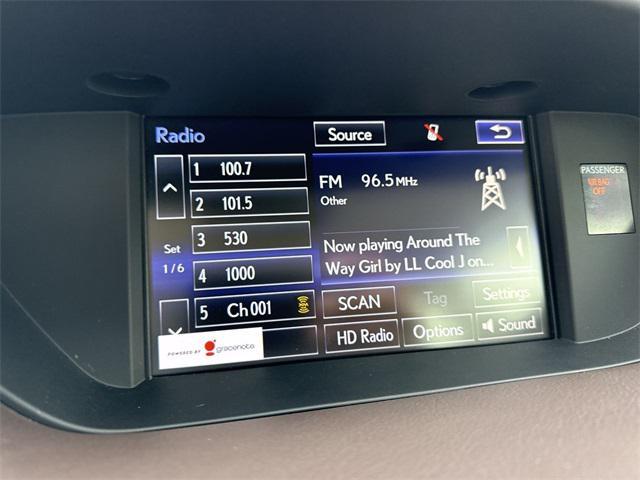 Radio
Source
PASSENGER
AIR BAG
OFF
1 100.7
2 101.5
3 530
4 1000
5 Ch 001
Set
1/6
FM 96.5 MHz
Other
Now playing Around The
Way Girl by LL Cool J on...
SCAN
Tag
Settings
HD Radio
Options
Sound
POWERED BY gracenote